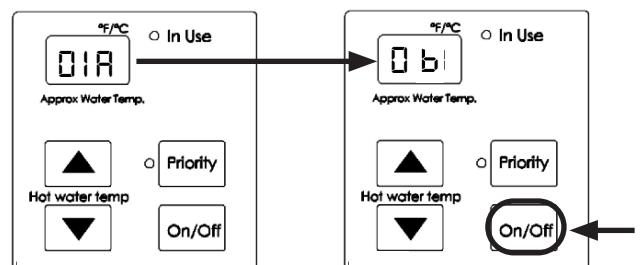 °F/°C
In Use
01A
Approx Water Temp.
Priority
Hot water temp
On/Off
°F/°C
In Use
0 b1
Approx Water Temp.
Priority
Hot water temp
On/Off